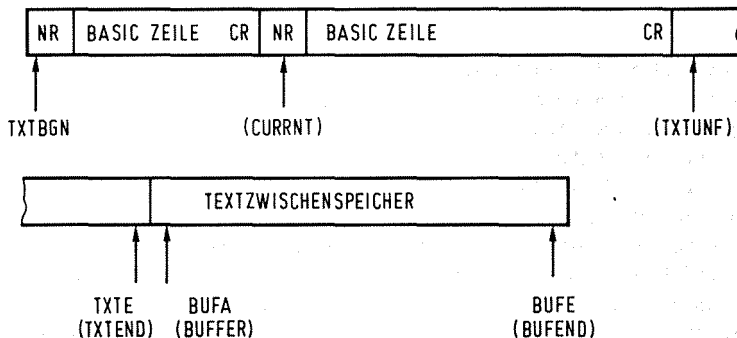 NR BASIC ZEILE CR NR BASIC ZEILE CR
TXTBGN (CURRNT) (TXTUNF)
TEXTZWISCHENSPEICHER
TXTE BUFA BUFE
(TXTEND) (BUFFER) (BUFEND)